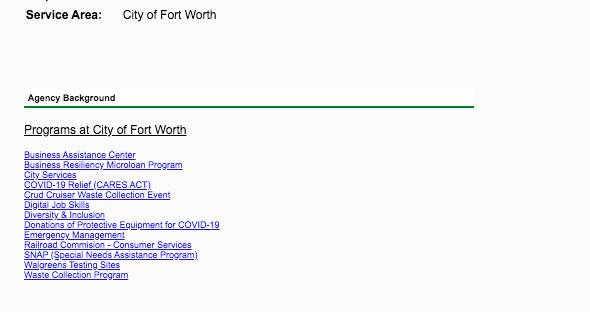 Service Area: City of Fort Worth
Agency Background
Programs at City of Fort Worth
Business Assistance Center
Business Resiliency Microloan Program
City Services
COVID-19 Relief (CARES ACT)
Crud Cruiser Waste Collection Event
Digital Job Skills
Diversity & Inclusion
Donations of Protective Equipment for COVID-19
Emergency Management
Railroad Commision - Consumer Services
SNAP (Special Needs Assistance Program)
Walgreens Testing Sites
Waste Collection Program